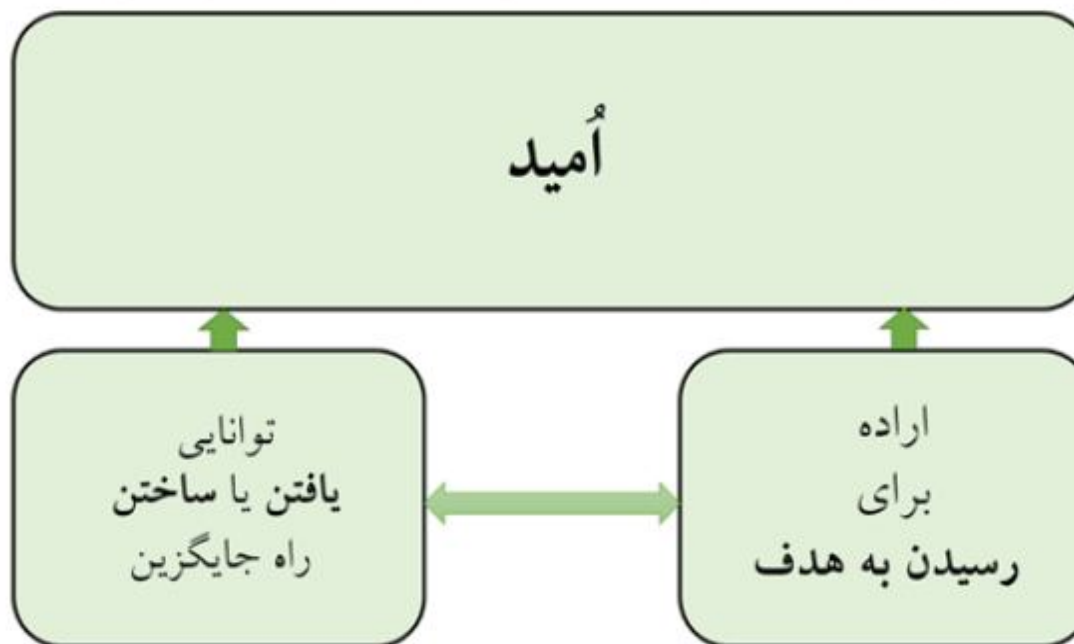 اُمید
اراده
برای
رسیدن به هدف
توانایی
یافتن یا ساختن
راه جایگزین